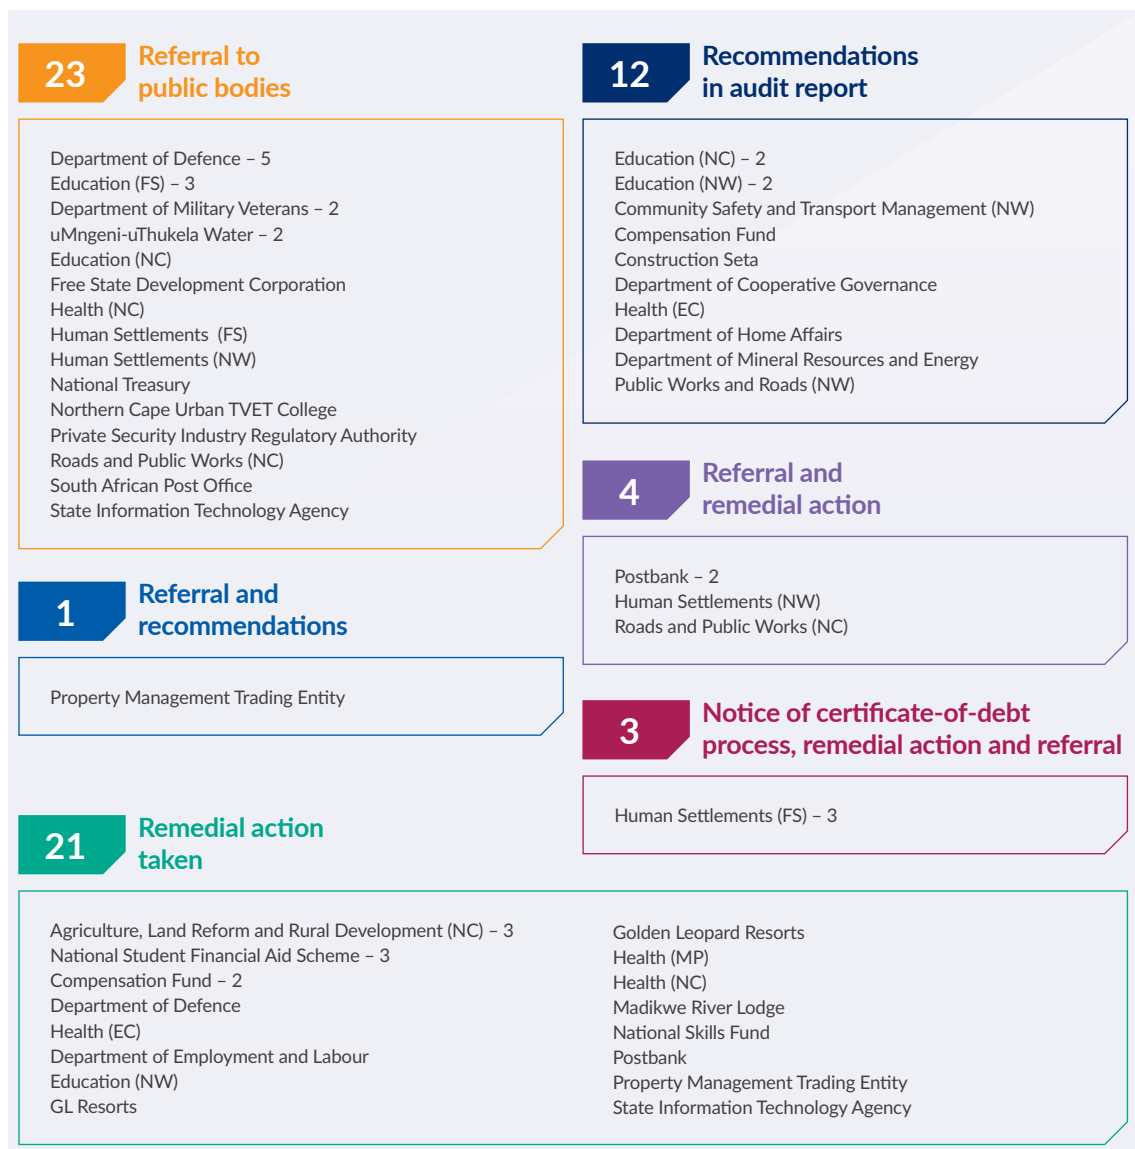 23
Referral to
public bodies
Department of Defence – 5
Education (FS) – 3
Department of Military Veterans – 2
uMngeni-uThukela Water – 2
Education (NC)
Free State Development Corporation
Health (NC)
Human Settlements (FS)
Human Settlements (NW)
National Treasury
Northern Cape Urban TVET College
Private Security Industry Regulatory Authority
Roads and Public Works (NC)
South African Post Office
State Information Technology Agency
1
Referral and
recommendations
Property Management Trading Entity
12
Recommendations
in audit report
Education (NC) – 2
Education (NW) – 2
Community Safety and Transport Management (NW)
Compensation Fund
Construction Seta
Department of Cooperative Governance
Health (EC)
Department of Home Affairs
Department of Mineral Resources and Energy
Public Works and Roads (NW)
4
Referral and
remedial action
Postbank – 2
Human Settlements (NW)
Roads and Public Works (NC)
3
Notice of certificate-of-debt
process, remedial action and referral
Human Settlements (FS) – 3
21
Remedial action
taken
Agriculture, Land Reform and Rural Development (NC) – 3
National Student Financial Aid Scheme – 3
Compensation Fund – 2
Department of Defence
Health (EC)
Department of Employment and Labour
Education (NW)
GL Resorts
Golden Leopard Resorts
Health (MP)
Health (NC)
Madikwe River Lodge
National Skills Fund
Postbank
Property Management Trading Entity
State Information Technology Agency